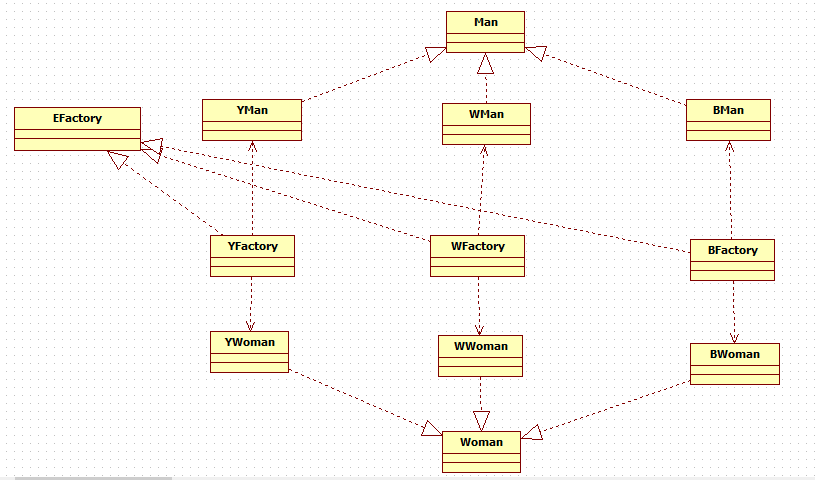 Man
EFactory
YMan
WMan
BMan
YFactory
WFactory
BFactory
YWoman
WWoman
BWoman
Woman